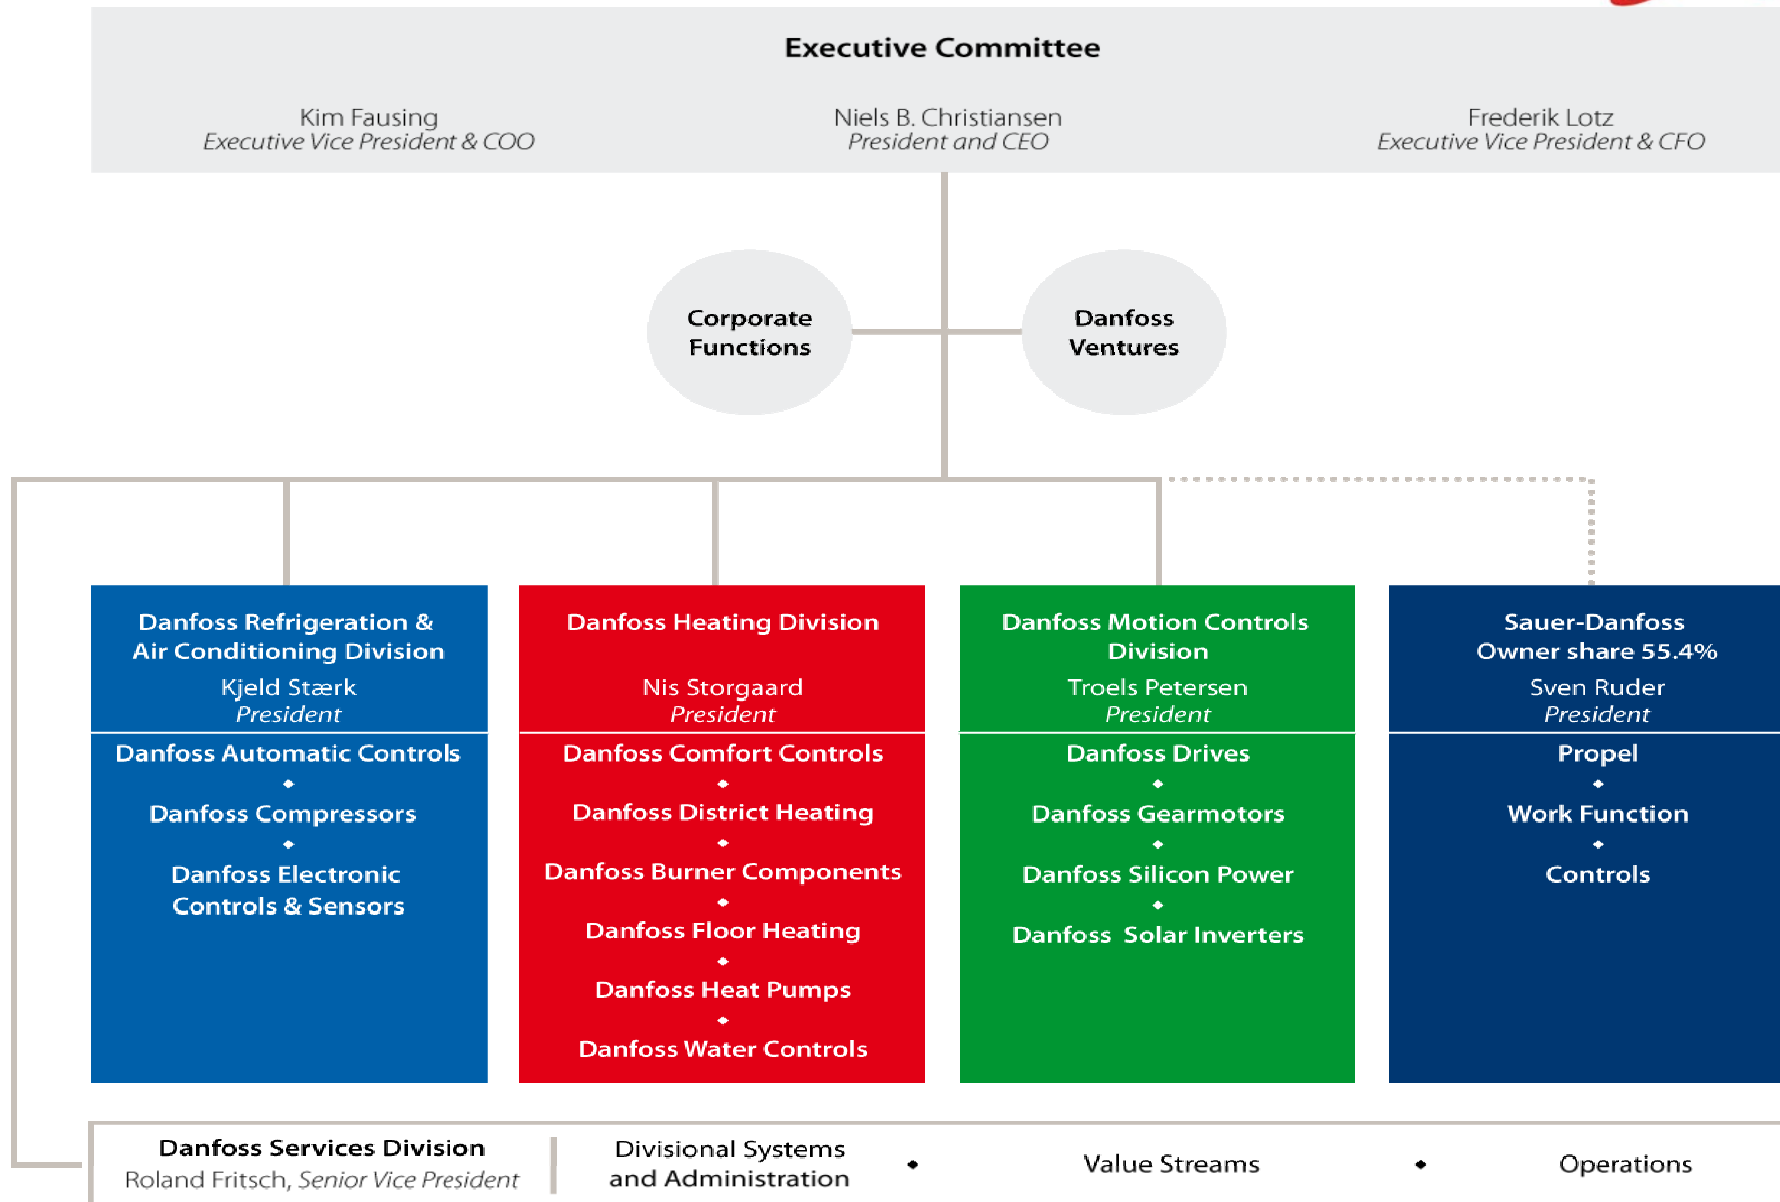 Executive Committee
Kim Fausing
Executive Vice President & COO
Niels B. Christiansen
President and CEO
Frederik Lotz
Executive Vice President & CFO
Corporate
Functions
Danfoss
Ventures
Danfoss Refrigeration &
Air Conditioning Division
Kjeld Stærk
President
Danfoss Automatic Controls
Danfoss Compressors
Danfoss Electronic
Controls & Sensors
Danfoss Heating Division
Nis Storgaard
President
Danfoss Comfort Controls
Danfoss District Heating
Danfoss Burner Components
Danfoss Floor Heating
Danfoss Heat Pumps
Danfoss Water Controls
Danfoss Motion Controls
Division
Troels Petersen
President
Danfoss Drives
Danfoss Gearmotors
Danfoss Silicon Power
Danfoss Solar Inverters
Sauer-Danfoss
Owner share 55.4%
Sven Ruder
President
Propel
Work Function
Controls
Danfoss Services Division
Roland Fritsch, Senior Vice President
Divisional Systems
and Administration
Value Streams
Operations